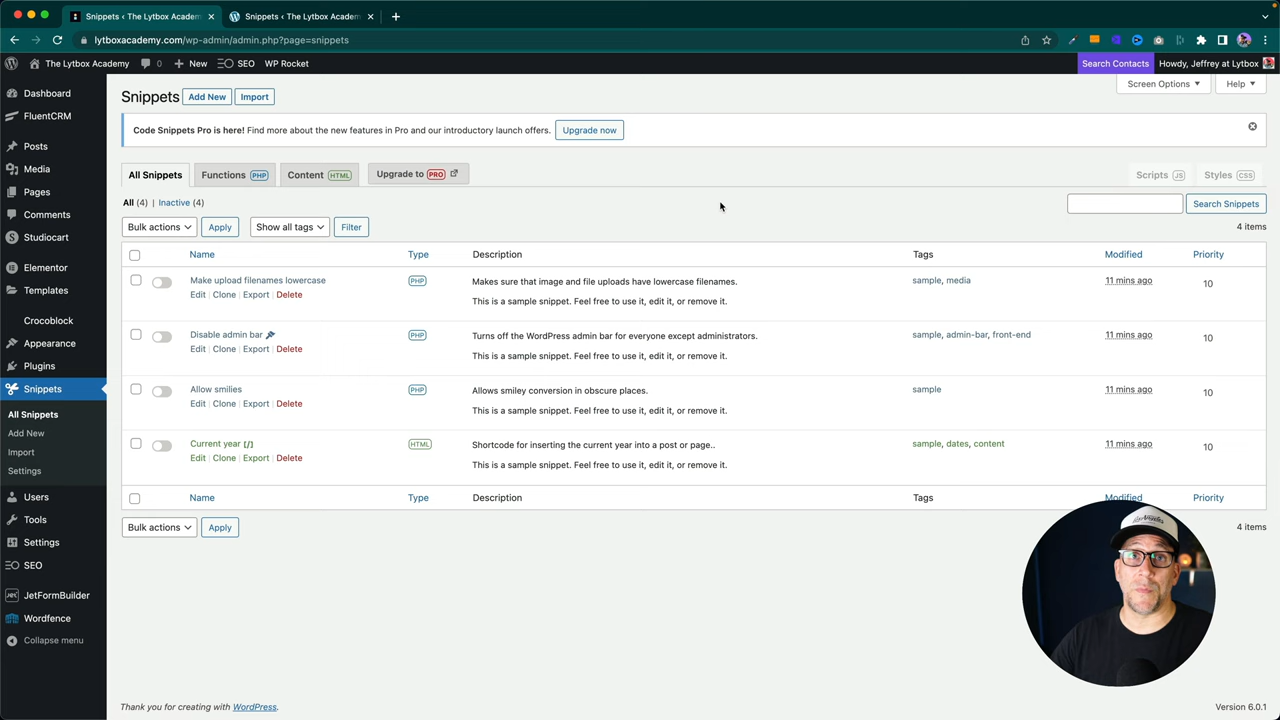 Snippets < The Lytbox Academy
Snippets < The Lytbox Academy
lytboxacademy.com/wp-admin/admin.php?page=snippets
The Lytbox Academy 0 New SEO WP Rocket Search Contacts Howdy, Jeffrey at Lytbox
Screen Options Help
Dashboard
FluentCRM
Posts
Media
Pages
Comments
Studiocart
Elementor
Templates
Crocoblock
Appearance
Plugins
Snippets
All Snippets
Add New
Import
Settings
Users
Tools
Settings
SEO
JetFormBuilder
Wordfence
Collapse menu
Snippets Add New Import
Code Snippets Pro is here! Find more about the new features in Pro and our introductory launch offers. Upgrade now
All Snippets Functions PHP Content HTML Upgrade to PRO Scripts JS Styles CSS
All (4) | Inactive (4) Search Snippets
Bulk actions Apply Show all tags Filter 4 items
Name Type Description Tags Modified Priority
Make upload filenames lowercase PHP Makes sure that image and file uploads have lowercase filenames. sample, media 11 mins ago 10
Edit | Clone | Export | Delete This is a sample snippet. Feel free to use it, edit it, or remove it.
Disable admin bar PHP Turns off the WordPress admin bar for everyone except administrators. sample, admin-bar, front-end 11 mins ago 10
Edit | Clone | Export | Delete This is a sample snippet. Feel free to use it, edit it, or remove it.
Allow smilies PHP Allows smiley conversion in obscure places. sample 11 mins ago 10
Edit | Clone | Export | Delete This is a sample snippet. Feel free to use it, edit it, or remove it.
Current year [/] HTML Shortcode for inserting the current year into a post or page.. sample, dates, content 11 mins ago 10
Edit | Clone | Export | Delete This is a sample snippet. Feel free to use it, edit it, or remove it.
Name Type Description Tags Modified Priority
Bulk actions Apply 4 items
Los Angeles
Thank you for creating with WordPress. Version 6.0.1